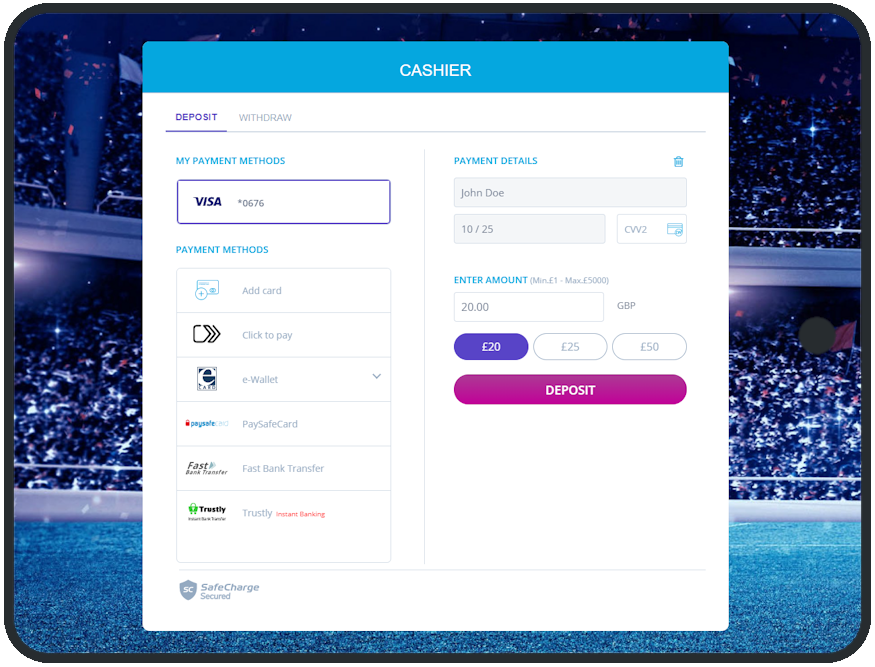 CASHIER
DEPOSIT WITHDRAW
MY PAYMENT METHODS
VISA *0676
PAYMENT METHODS
Add card
Click to pay
e-Wallet
paysafecard PaySafeCard
Fast Bank Transfer Fast Bank Transfer
Trustly Instant Bank Transfer Trustly Instant Banking
PAYMENT DETAILS
John Doe
10 / 25 CVV2
ENTER AMOUNT (Min.£1 - Max.£5000)
20.00 GBP
£20 £25 £50
DEPOSIT
SC SafeCharge
Secured